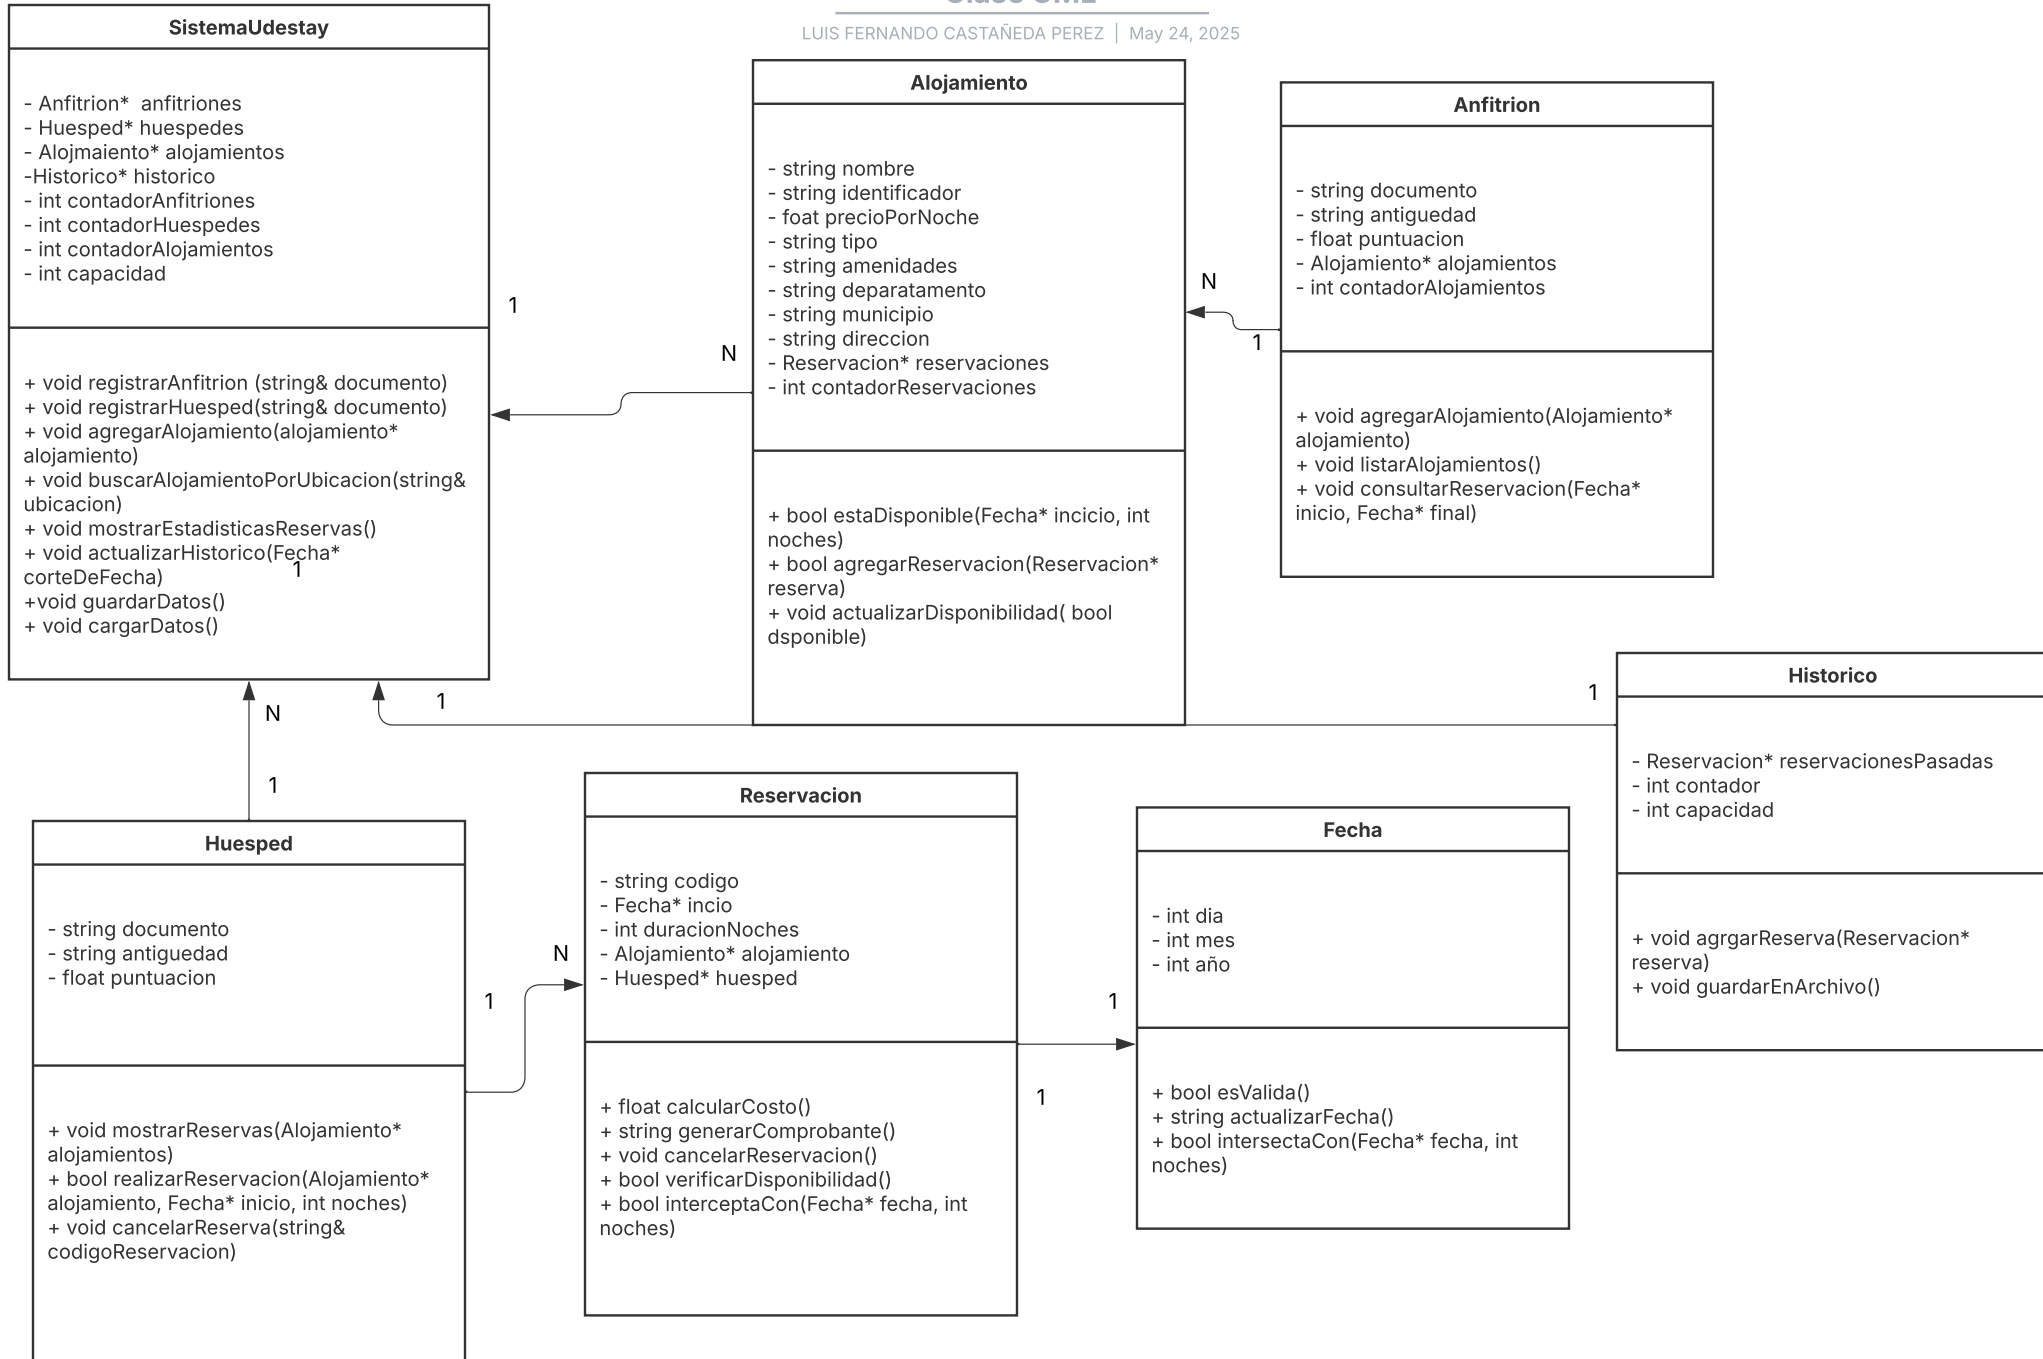 LUIS FERNANDO CASTAÑEDA PEREZ | May 24, 2025
SistemaUdestay
- Anfitrion*  anfitriones
- Huesped* huespedes
- Alojmaiento* alojamientos
-Historico* historico
- int contadorAnfitriones
- int contadorHuespedes
- int contadorAlojamientos
- int capacidad
+ void registrarAnfitrion (string& documento)
+ void registrarHuesped(string& documento)
+ void agregarAlojamiento(alojamiento*
alojamiento)
+ void buscarAlojamientoPorUbicacion(string&
ubicacion)
+ void mostrarEstadisticasReservas()
+ void actualizarHistorico(Fecha*
corteDeFecha)
1
+void guardarDatos()
+ void cargarDatos()
1
N
Alojamiento
- string nombre
- string identificador
- foat precioPorNoche
- string tipo
- string amenidades
- string deparatamento
- string municipio
- string direccion
- Reservacion* reservaciones
- int contadorReservaciones
+ bool estaDisponible(Fecha* incicio, int
noches)
+ bool agregarReservacion(Reservacion*
reserva)
+ void actualizarDisponibilidad( bool
dsponible)
N
1
Anfitrion
- string documento
- string antiguedad
- float puntuacion
- Alojamiento* alojamientos
- int contadorAlojamientos
+ void agregarAlojamiento(Alojamiento*
alojamiento)
+ void listarAlojamientos()
+ void consultarReservacion(Fecha*
inicio, Fecha* final)
N
1
1
1
Huesped
- string documento
- string antiguedad
- float puntuacion
+ void mostrarReservas(Alojamiento*
alojamientos)
+ bool realizarReservacion(Alojamiento*
alojamiento, Fecha* inicio, int noches)
+ void cancelarReserva(string&
codigoReservacion)
1
N
Reservacion
- string codigo
- Fecha* incio
- int duracionNoches
- Alojamiento* alojamiento
- Huesped* huesped
+ float calcularCosto()
+ string generarComprobante()
+ void cancelarReservacion()
+ bool verificarDisponibilidad()
+ bool interceptaCon(Fecha* fecha, int
noches)
1
1
Fecha
- int dia
- int mes
- int año
+ bool esValida()
+ string actualizarFecha()
+ bool intersectaCon(Fecha* fecha, int
noches)
Historico
- Reservacion* reservacionesPasadas
- int contador
- int capacidad
+ void agrgarReserva(Reservacion*
reserva)
+ void guardarEnArchivo()